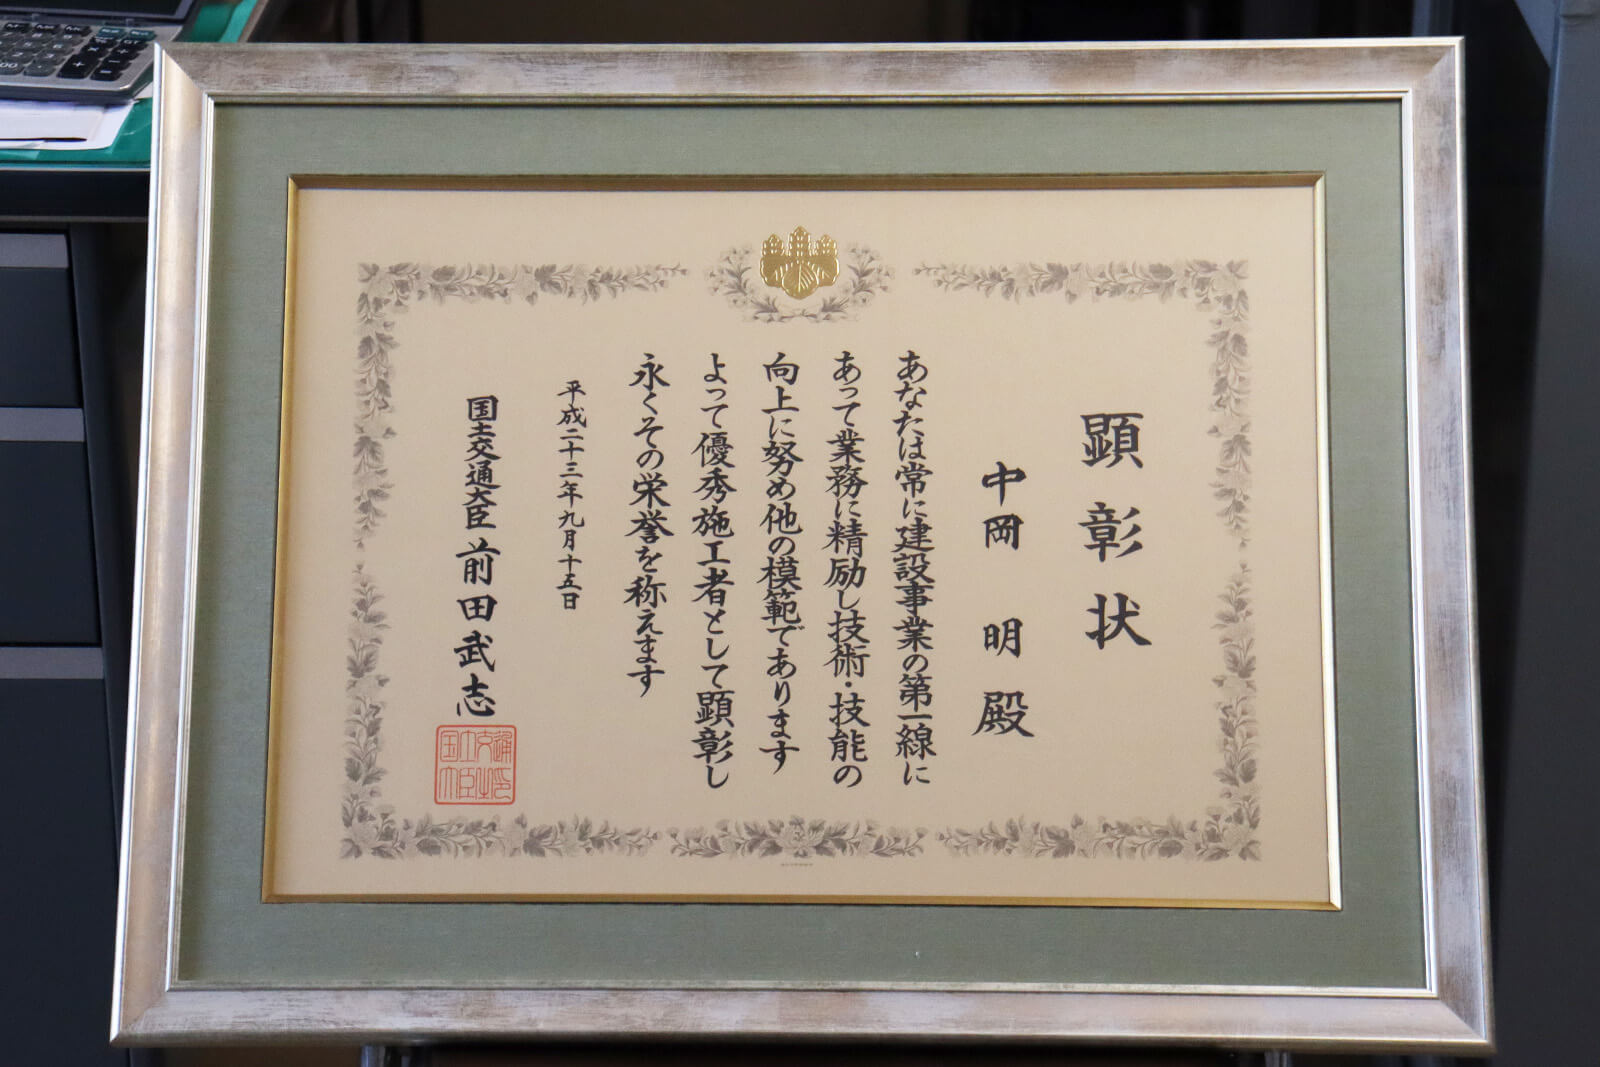 顕彰状
中岡 明 殿
あなたは常に建設事業の第一線に
あって業務に精励し技術・技能の
向上に努め他の模範であります
よって優秀施工者として顕彰し
永くその栄誉を称えます
平成二十三年九月十五日
国土交通大臣 前田武志